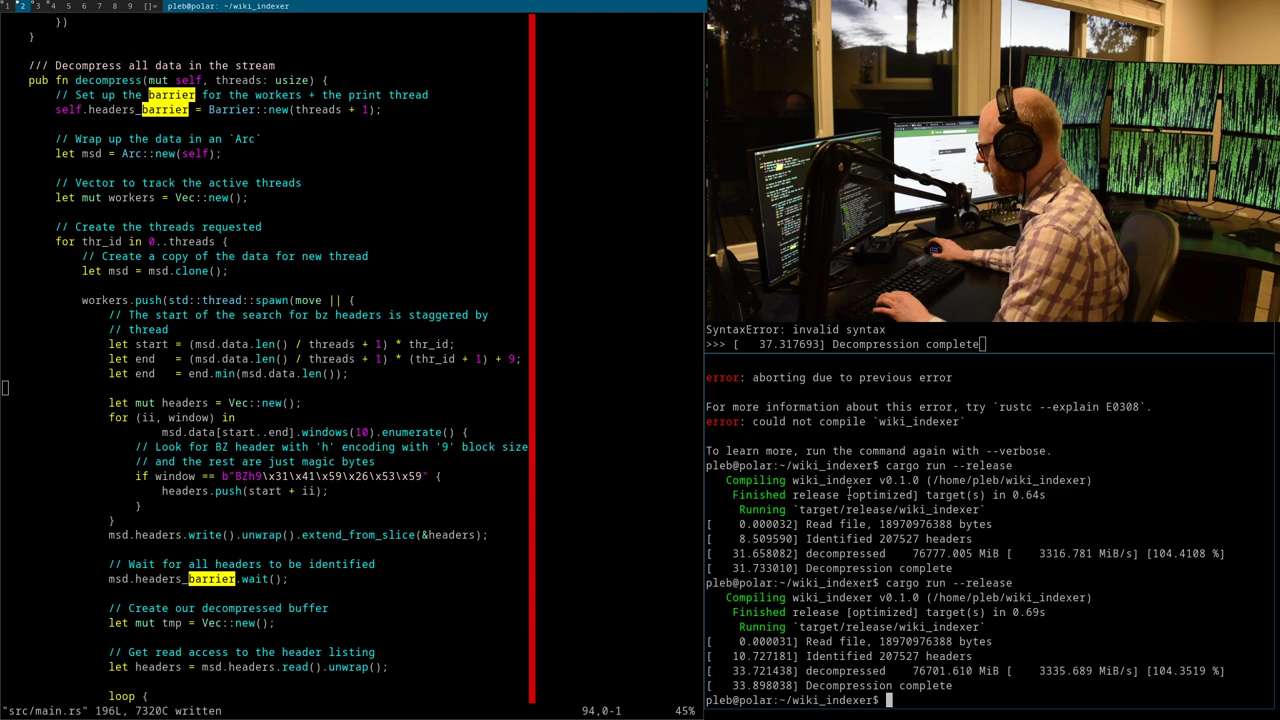 1 2 3 4 5 6 7 8 9 []= pleb@polar: ~/wiki_indexer
})
}
/// Decompress all data in the stream
pub fn decompress(mut self, threads: usize) {
// Set up the barrier for the workers + the print thread
self.headers_barrier = Barrier::new(threads + 1);
// Wrap up the data in an `Arc`
let msd = Arc::new(self);
// Vector to track the active threads
let mut workers = Vec::new();
// Create the threads requested
for thr_id in 0..threads {
// Create a copy of the data for new thread
let msd = msd.clone();
workers.push(std::thread::spawn(move || {
// The start of the search for bz headers is staggered by
// thread
let start = (msd.data.len() / threads + 1) * thr_id;
let end   = (msd.data.len() / threads + 1) * (thr_id + 1) + 9;
let end   = end.min(msd.data.len());
let mut headers = Vec::new();
for (ii, window) in
msd.data[start..end].windows(10).enumerate() {
// Look for BZ header with 'h' encoding with '9' block size
// and the rest are just magic bytes
if window == b"BZh9\x31\x41\x59\x26\x53\x59" {
headers.push(start + ii);
}
}
msd.headers.write().unwrap().extend_from_slice(&headers);
// Wait for all headers to be identified
msd.headers_barrier.wait();
// Create our decompressed buffer
let mut tmp = Vec::new();
// Get read access to the header listing
let headers = msd.headers.read().unwrap();
loop {
"src/main.rs" 196L, 7320C written 94,0-1 45%
SyntaxError: invalid syntax
>>> [   37.317693] Decompression complete
error: aborting due to previous error
For more information about this error, try `rustc --explain E0308`.
error: could not compile `wiki_indexer`
To learn more, run the command again with --verbose.
pleb@polar:~/wiki_indexer$ cargo run --release
Compiling wiki_indexer v0.1.0 (/home/pleb/wiki_indexer)
Finished release [optimized] target(s) in 0.64s
Running `target/release/wiki_indexer`
[    0.000032] Read file, 18970976388 bytes
[    8.509590] Identified 207527 headers
[   31.658082] decompressed    76777.005 MiB [    3316.781 MiB/s] [104.4108 %]
[   31.733010] Decompression complete
pleb@polar:~/wiki_indexer$ cargo run --release
Compiling wiki_indexer v0.1.0 (/home/pleb/wiki_indexer)
Finished release [optimized] target(s) in 0.69s
Running `target/release/wiki_indexer`
[    0.000031] Read file, 18970976388 bytes
[   10.727181] Identified 207527 headers
[   33.721438] decompressed    76701.610 MiB [    3335.689 MiB/s] [104.3519 %]
[   33.898038] Decompression complete
pleb@polar:~/wiki_indexer$